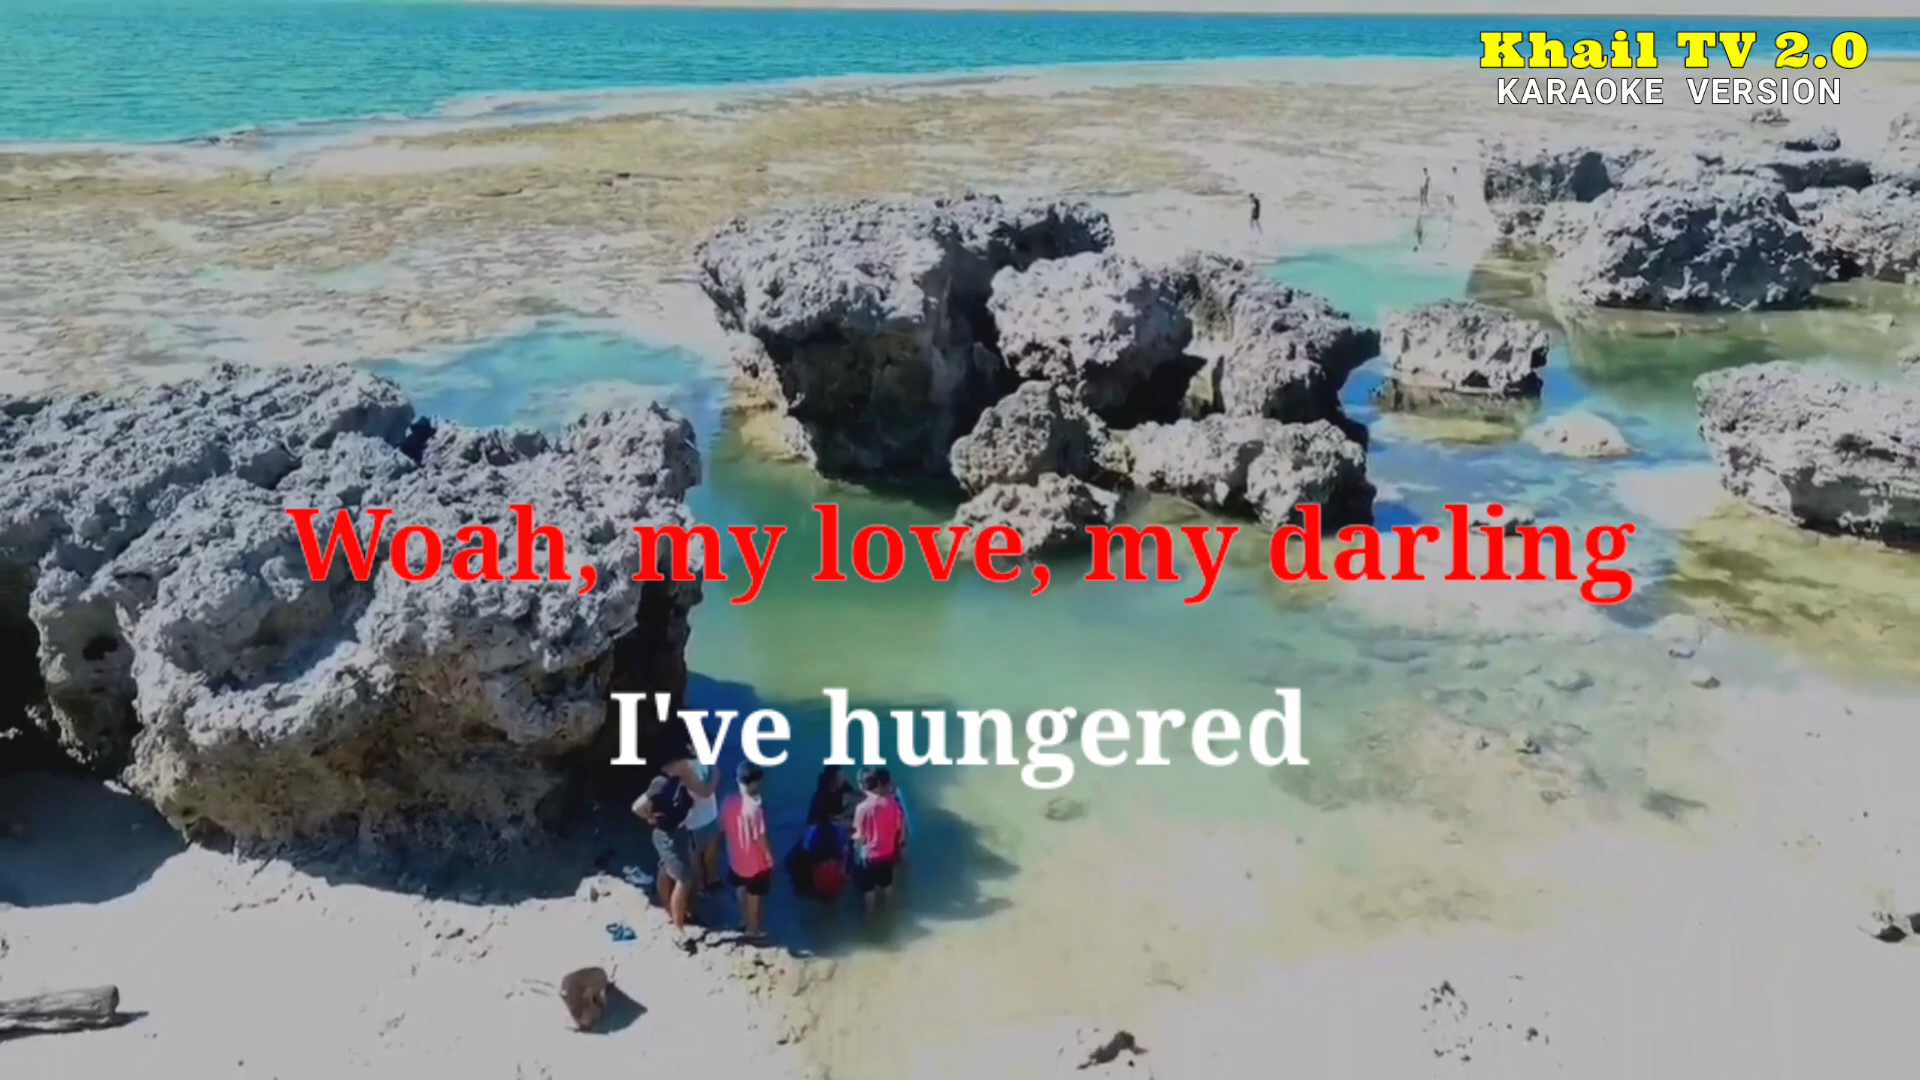 Khail TV 2.0
KARAOKE VERSION
Woah, my love, my darling
I've hungered